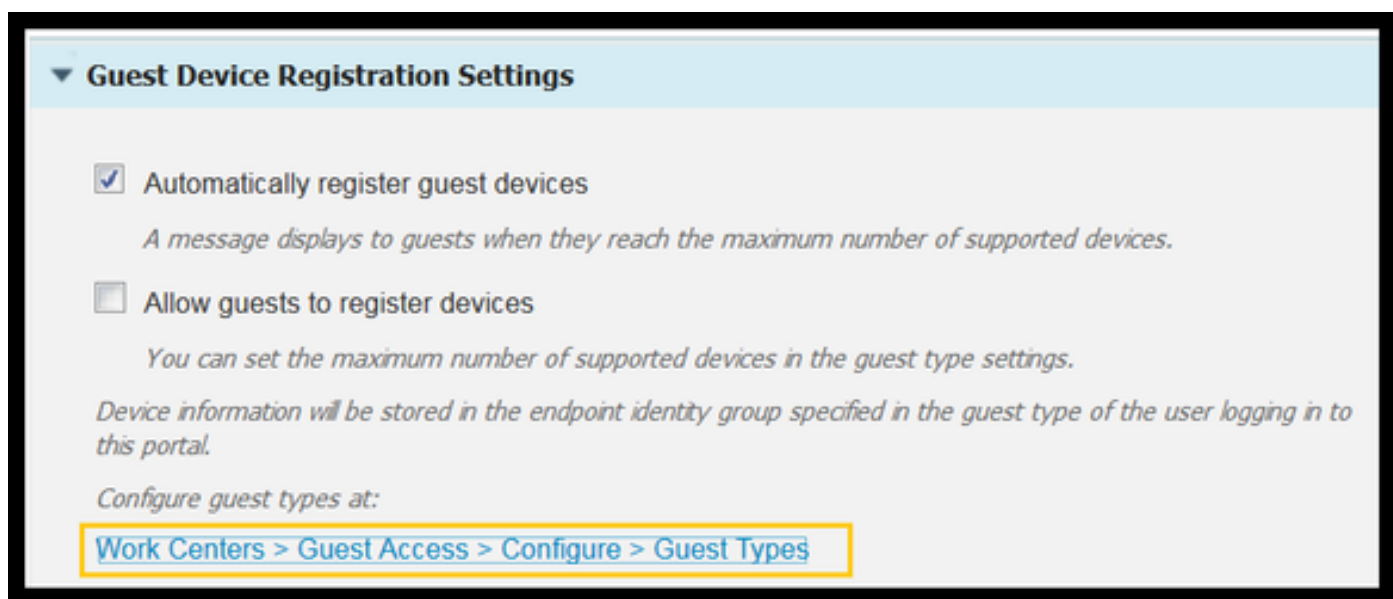 Guest Device Registration Settings
Automatically register guest devices
A message displays to guests when they reach the maximum number of supported devices.
Allow guests to register devices
You can set the maximum number of supported devices in the guest type settings.
Device information will be stored in the endpoint identity group specified in the guest type of the user logging in to
this portal.
Configure guest types at:
Work Centers > Guest Access > Configure > Guest Types